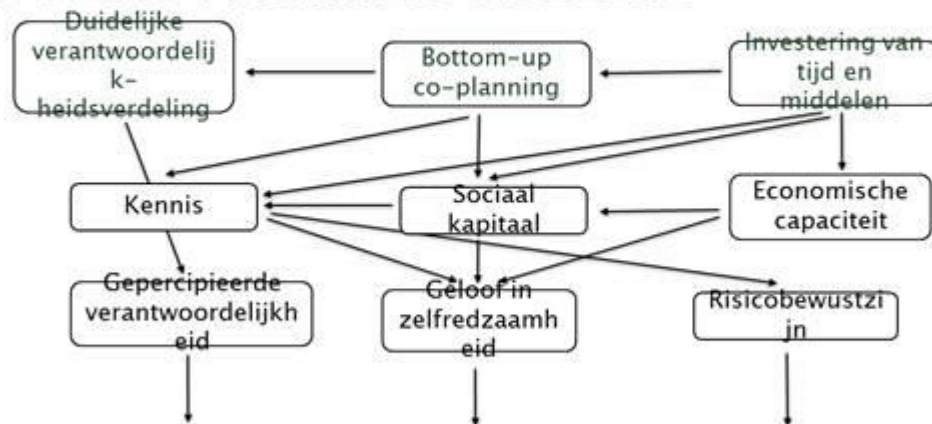 Duidelijke
verantwoordelij
k-
heidsverdeling
Bottom-up
co-planning
Investering van
tijd en
middelen
Kennis
Sociaal
kapitaal
Economische
capaciteit
Gepercipieerde
verantwoordelijkh
eid
Geloof in
zelfredzaamh
eid
Risicobewustzi
jn